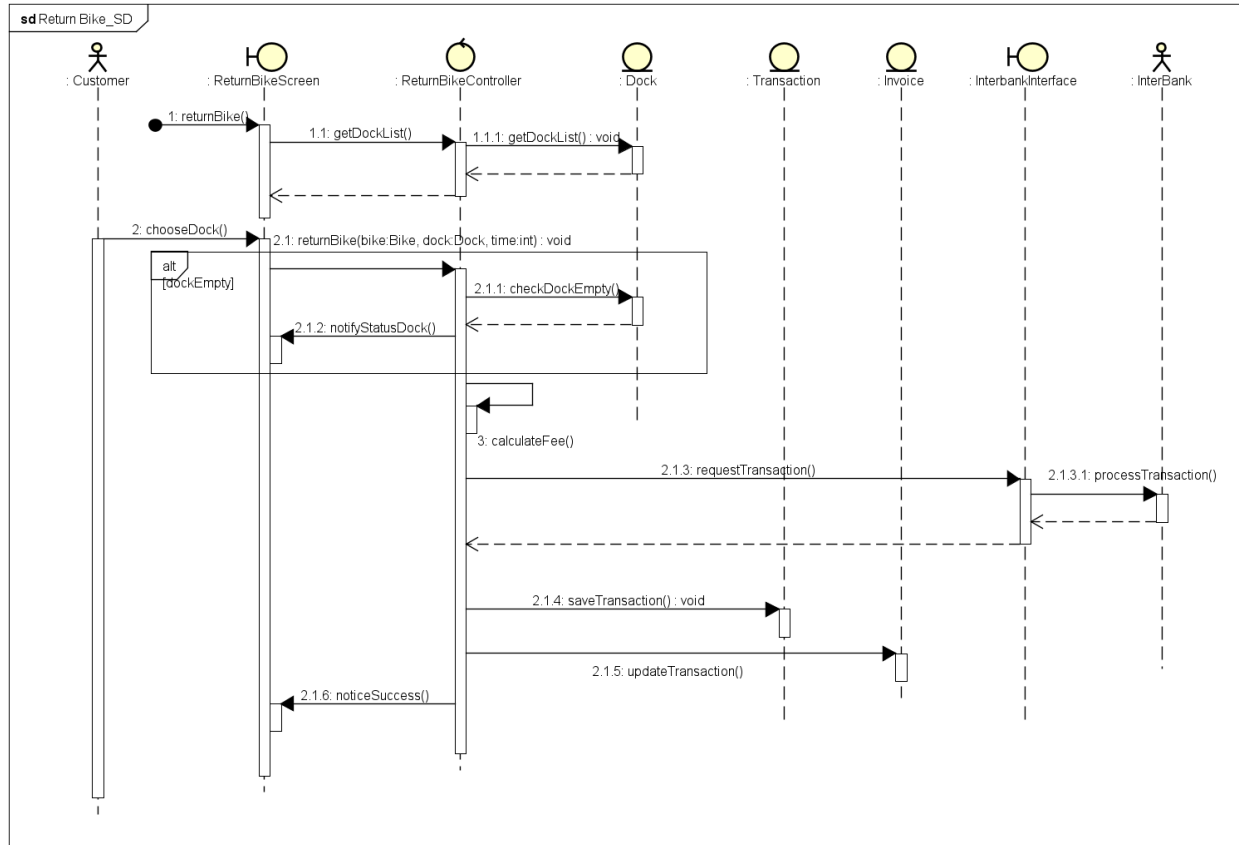 sd Return Bike_SD
: Customer
: ReturnBikeScreen
: ReturnBikeController
: Dock
: Transaction
: Invoice
: InterbankInterface
: InterBank
1: returnBike()
1.1: getDockList()
1.1.1: getDockList() : void
2: chooseDock()
2.1: returnBike(bike:Bike, dock:Dock, time:int) : void
alt
[dockEmpty]
2.1.1: checkDockEmpty()
2.1.2: notifyStatusDock()
3: calculateFee()
2.1.3: requestTransaction()
2.1.3.1: processTransaction()
2.1.4: saveTransaction() : void
2.1.5: updateTransaction()
2.1.6: noticeSuccess()